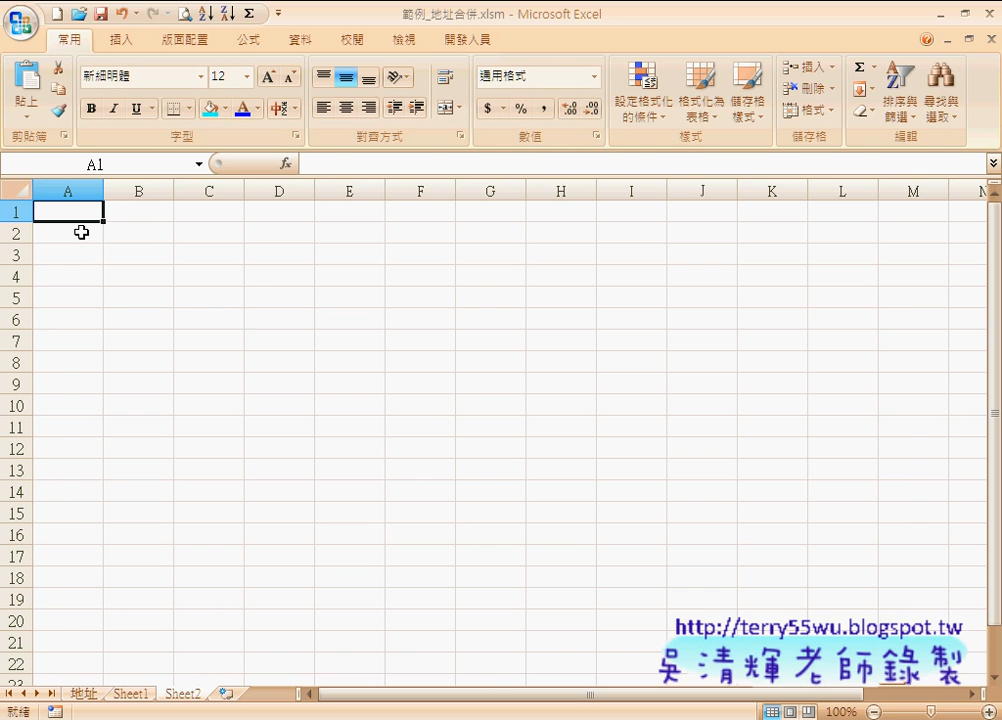 範例_地址合併.xlsm - Microsoft Excel
常用 插入 版面配置 公式 資料 校閱 檢視 開發人員
新細明體 12 通用格式
貼上 設定格式化的條件 格式化為表格 儲存格樣式 插入 刪除 格式 排序與篩選 尋找與選取
剪貼簿 字型 對齊方式 數值 樣式 儲存格 編輯
A1 fx
A B C D E F G H I J K L M N
1
2
3
4
5
6
7
8
9
10
11
12
13
14
15
16
17
18
19
20
21
22
23
http://terry55wu.blogspot.tw
吳清輝老師錄製
地址 Sheet1 Sheet2
就緒 100%